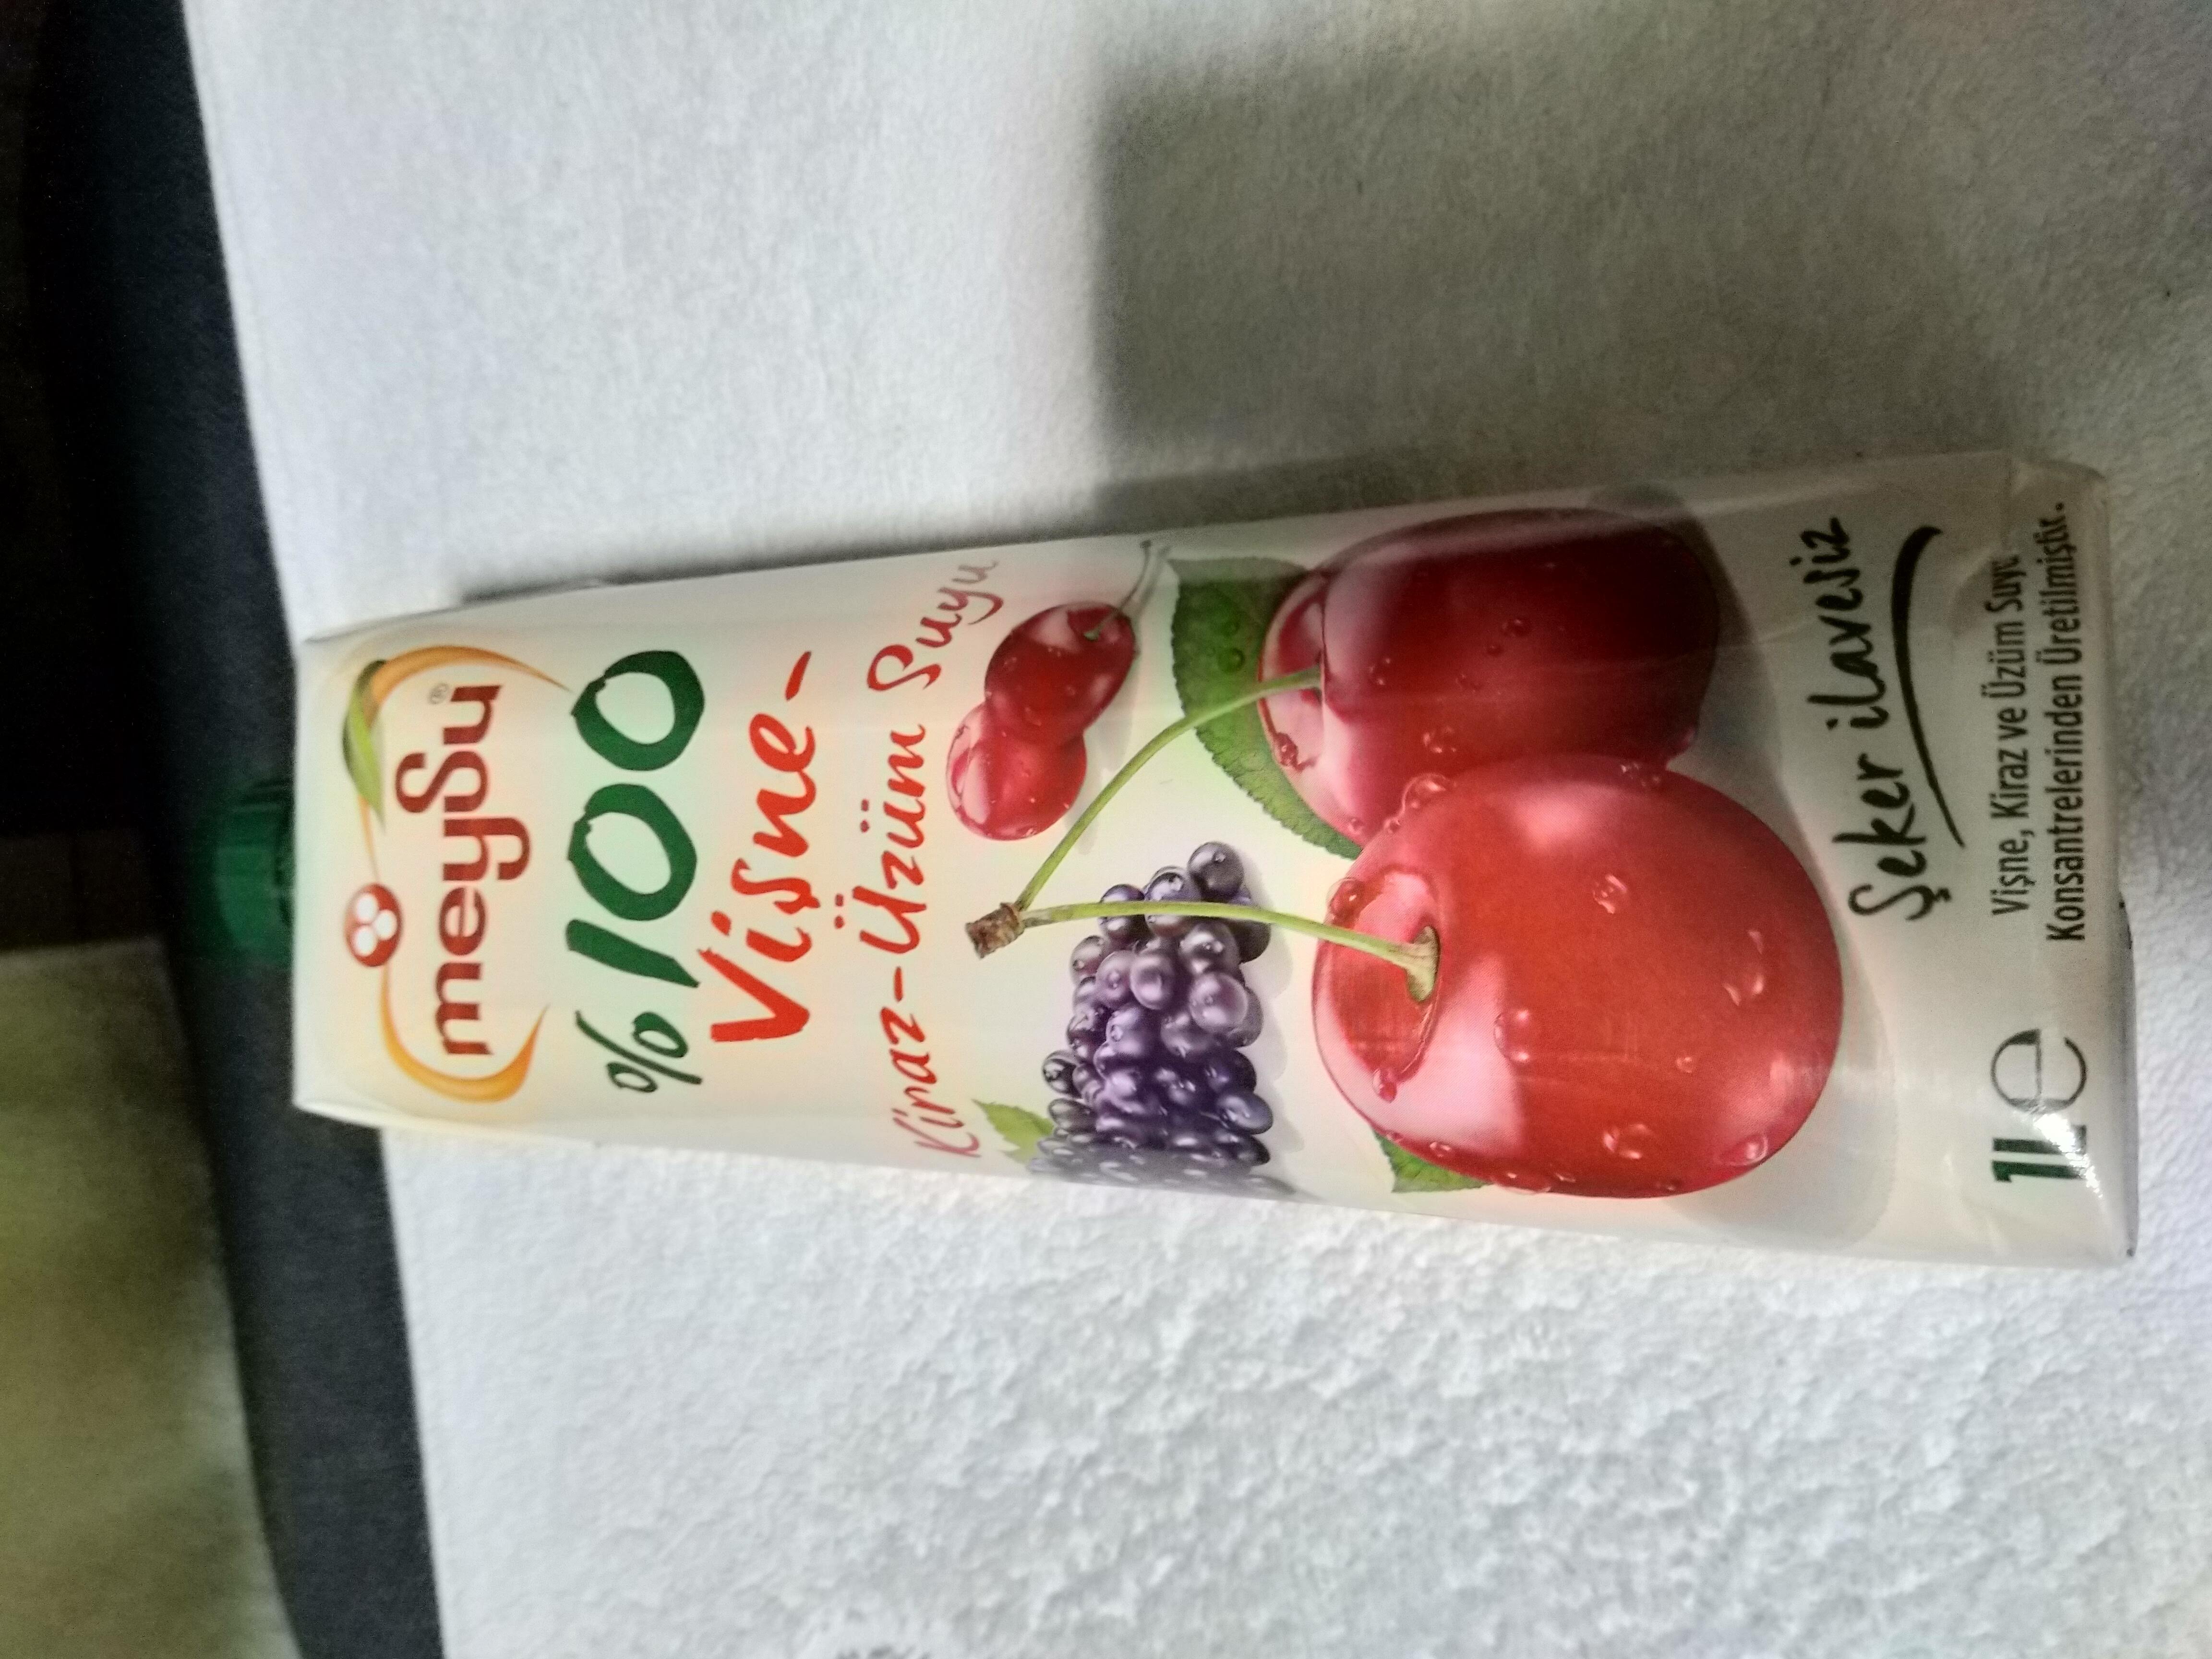 meySu®
%100
Vişne-
Kiraz-Üzüm Suyu
Şeker ilavesiz
1L e
Vişne, Kiraz ve Üzüm Suyu
Konsantrelerinden Üretilmiştir.